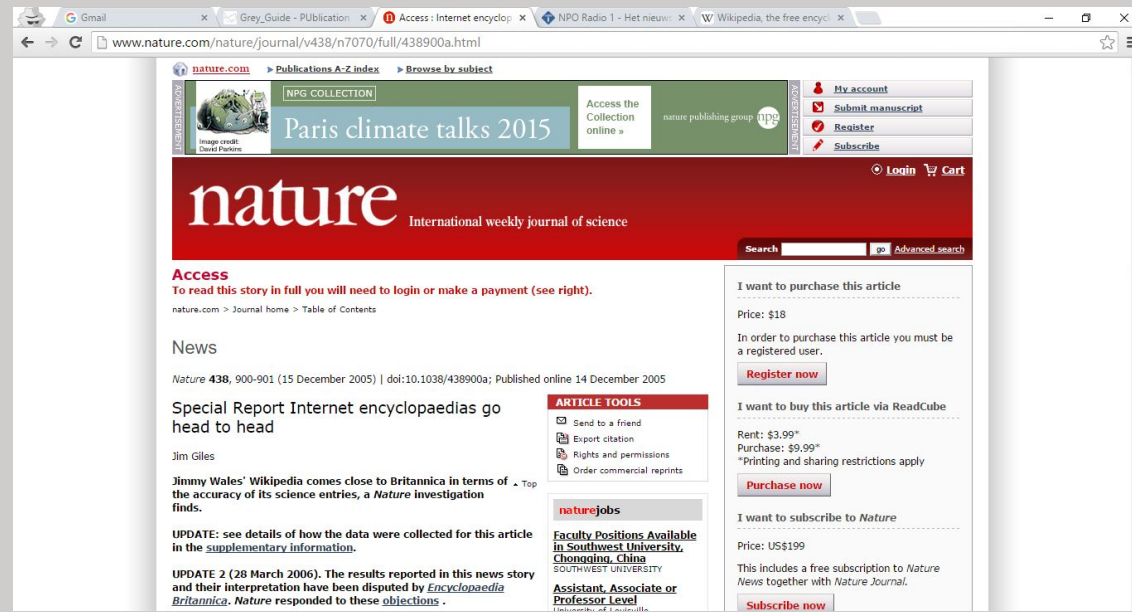 Gmail
Grey_Guide - PUblication
Access : Internet encyclop
NPO Radio 1 - Het nieuws
Wikipedia, the free encycl
www.nature.com/nature/journal/v438/n7070/full/438900a.html
nature.com
Publications A-Z index
Browse by subject
ADVERTISEMENT
Image credit:
David Perkins
NPG COLLECTION
Paris climate talks 2015
Access the
Collection
online »
nature publishing group npg
ADVERTISEMENT
My account
Submit manuscript
Register
Subscribe
Login
Cart
nature
International weekly journal of science
Search
go
Advanced search
Access
To read this story in full you will need to login or make a payment (see right).
nature.com > Journal home > Table of Contents
News
Nature 438, 900-901 (15 December 2005) | doi:10.1038/438900a; Published online 14 December 2005
Special Report Internet encyclopaedias go
head to head
Jim Giles
Jimmy Wales' Wikipedia comes close to Britannica in terms of
the accuracy of its science entries, a Nature investigation
finds.
Top
UPDATE: see details of how the data were collected for this article
in the supplementary information.
UPDATE 2 (28 March 2006). The results reported in this news story
and their interpretation have been disputed by Encyclopaedia
Britannica. Nature responded to these objections .
ARTICLE TOOLS
Send to a friend
Export citation
Rights and permissions
Order commercial reprints
naturejobs
Faculty Positions Available
in Southwest University,
Chongqing, China
SOUTHWEST UNIVERSITY
Assistant, Associate or
Professor Level
University of Louisville
I want to purchase this article
Price: $18
In order to purchase this article you must be
a registered user.
Register now
I want to buy this article via ReadCube
Rent: $3.99*
Purchase: $9.99*
*Printing and sharing restrictions apply
Purchase now
I want to subscribe to Nature
Price: US$199
This includes a free subscription to Nature
News together with Nature Journal.
Subscribe now